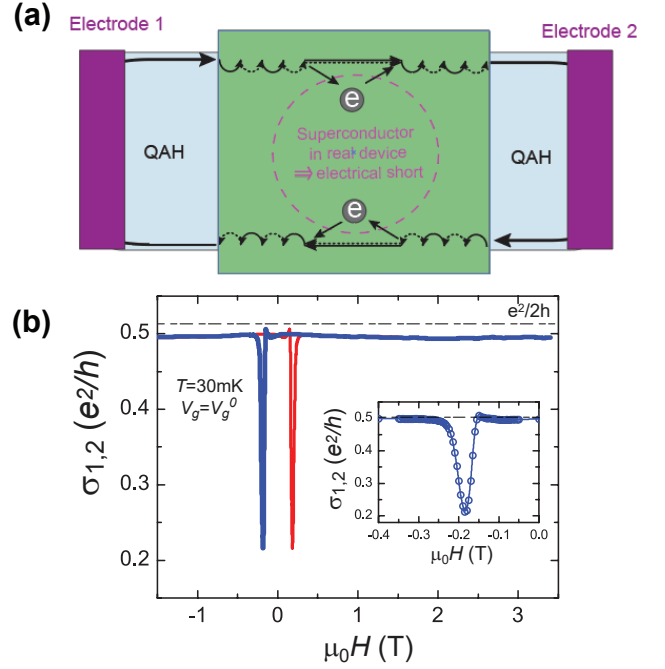 (a)
Electrode 1
Electrode 2
QAH
QAH
e
Superconductor
in real device
⇒ electrical short
e
(b)
e²/2h
0.5
0.4
0.3
0.2
σ1,2 (e²/h)
T=30mK
Vg=Vg⁰
-1
0
1
2
3
μ₀H (T)
0.5
0.4
0.3
0.2
σ1,2 (e²/h)
-0.4
-0.3
-0.2
-0.1
0.0
μ₀H (T)